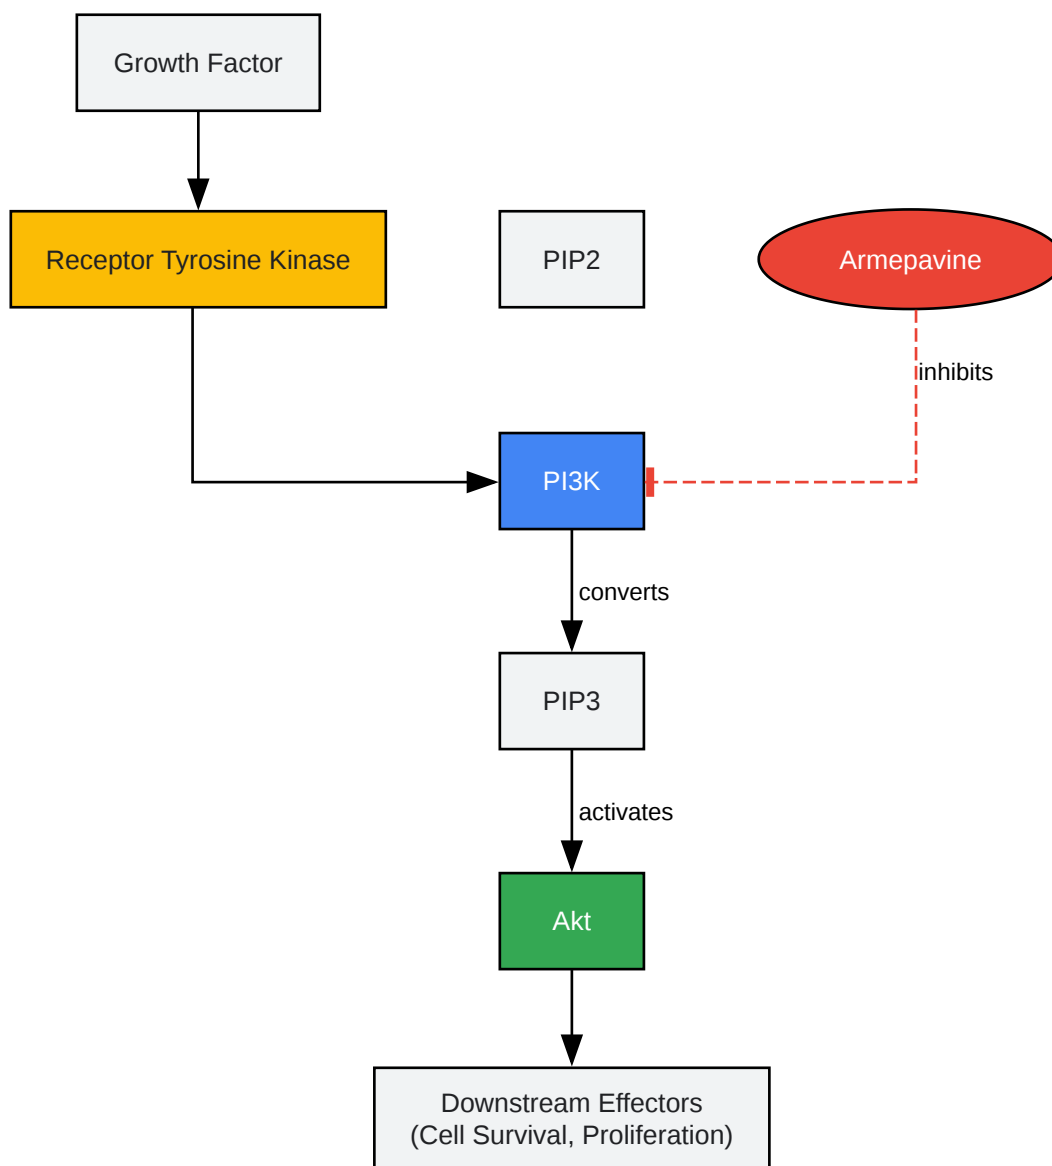 Growth Factor
Receptor Tyrosine Kinase
PIP2
Armepavine
inhibits
PI3K
converts
PIP3
activates
Akt
Downstream Effectors
(Cell Survival, Proliferation)